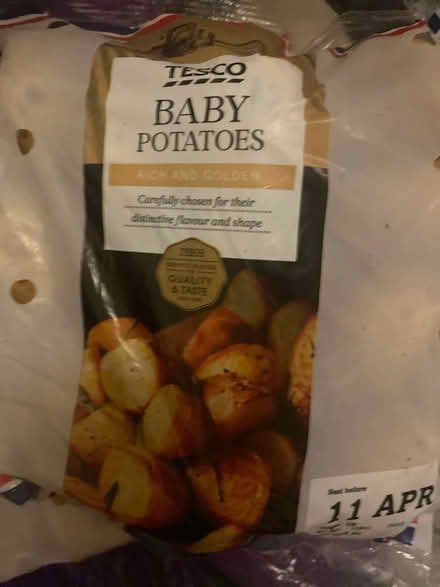 TESCO
BABY
POTATOES
RICH AND GOLDEN
Carefully chosen for their
distinctive flavour and shape
QUALITY
& TASTE
Best before
11 APR